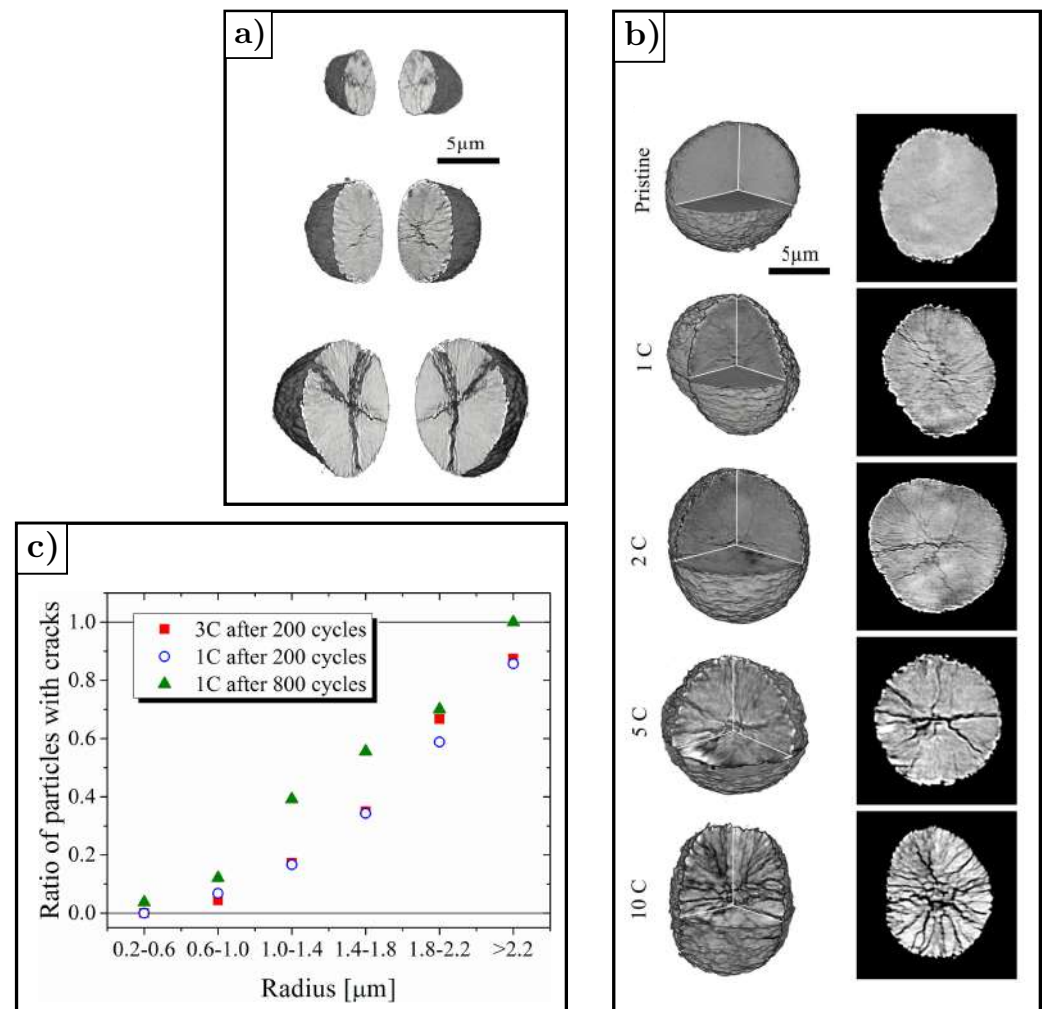 a)
5µm
b)
Pristine
5µm
1 C
2 C
5 C
10 C
c)
Ratio of particles with cracks
1.0
0.8
0.6
0.4
0.2
0.0
3C after 200 cycles
1C after 200 cycles
1C after 800 cycles
0.2-0.6 0.6-1.0 1.0-1.4 1.4-1.8 1.8-2.2 >2.2
Radius [µm]